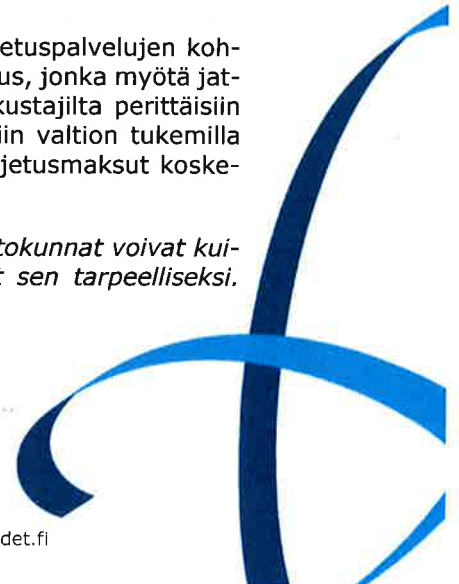 etuspalvelujen koh-
us, jonka myötä jat-
kustajilta perittäisiin
iin valtion tukemilla
jetusmaksut koske-
tokunnat voivat kui-
t sen tarpeelliseksi.
det.fi